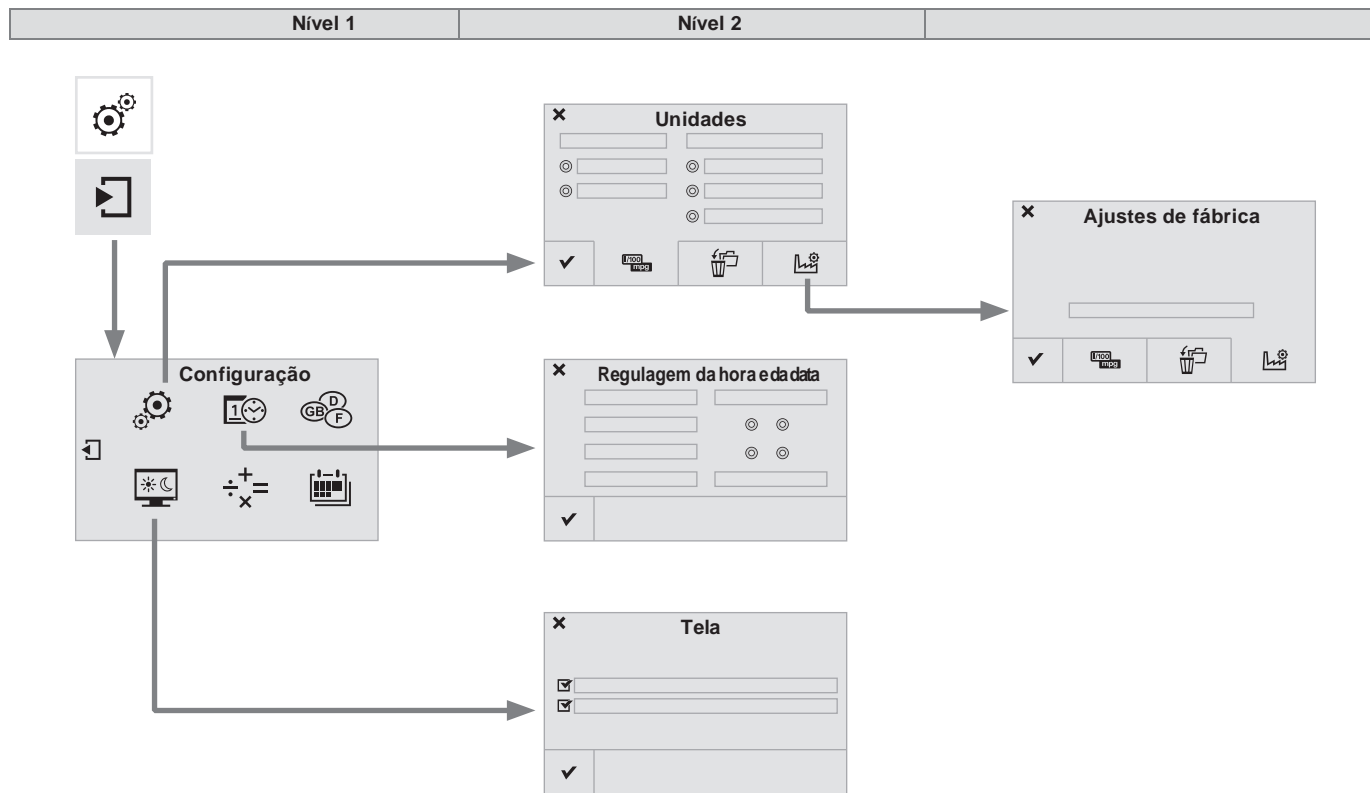 Nível 1
Nível 2
Unidades
l/100
mpg
Ajustes de fábrica
l/100
mpg
Configuração
1
GB
D
F
Regulagem da hora e da data
Tela